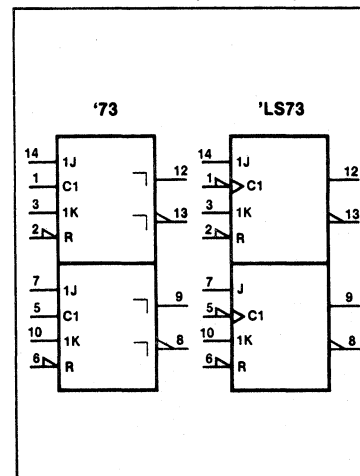 '73
'LS73
14 1J
1 C1
3 1K
2 R
12
13
7 1J
5 C1
10 1K
6 R
9
8
14 1J
1 C1
3 1K
2 R
12
13
7 J
5 C1
10 1K
6 R
9
8